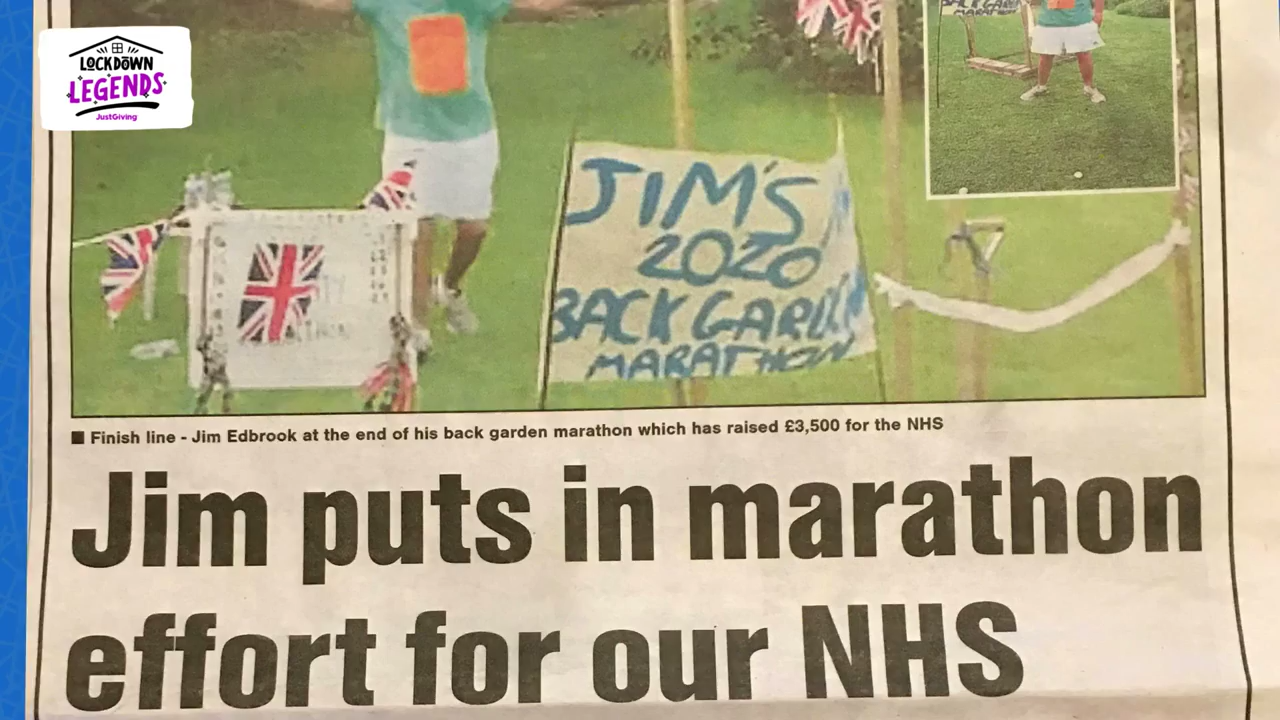 LOCKDOWN
LEGENDS
JustGiving
JIM'S
2020
BACK GARDEN
MARATHON
■ Finish line - Jim Edbrook at the end of his back garden marathon which has raised £3,500 for the NHS
Jim puts in marathon
effort for our NHS